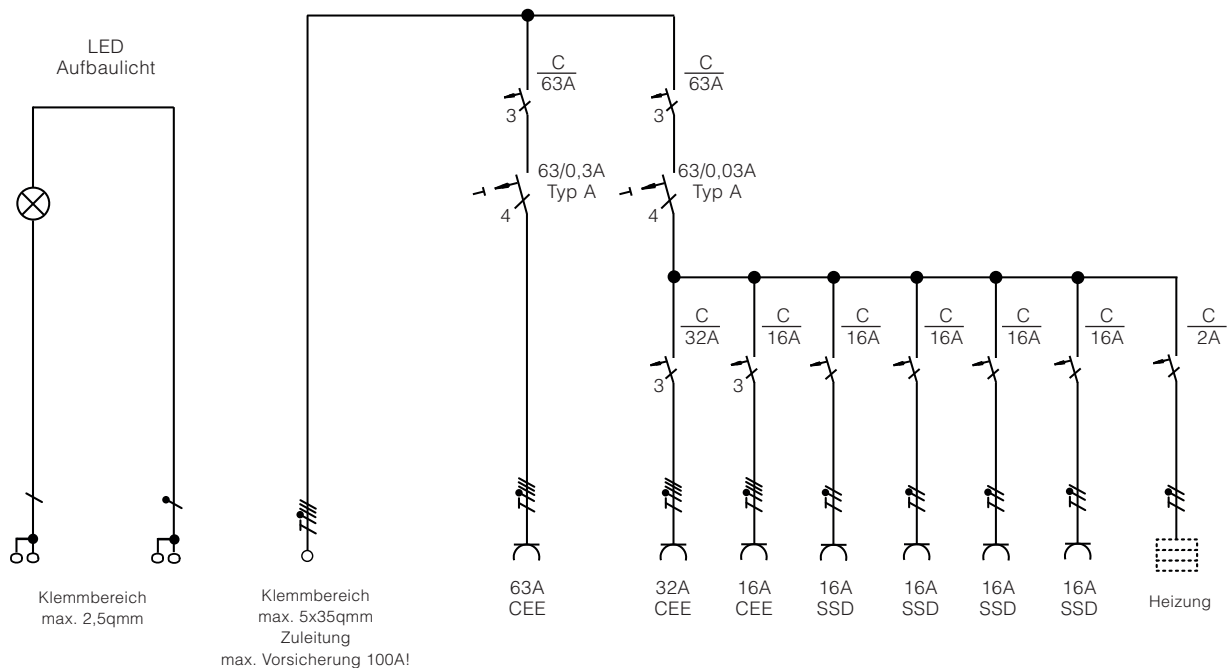 LED
Aufbaulicht
C
63A
3
C
63A
3
63/0,3A
Typ A
4
63/0,03A
Typ A
4
C
32A
3
C
16A
3
C
16A
C
16A
C
16A
C
16A
C
2A
Klemmbereich
max. 2,5qmm
Klemmbereich
max. 5x35qmm
Zuleitung
max. Vorsicherung 100A!
63A
CEE
32A
CEE
16A
CEE
16A
SSD
16A
SSD
16A
SSD
16A
SSD
Heizung